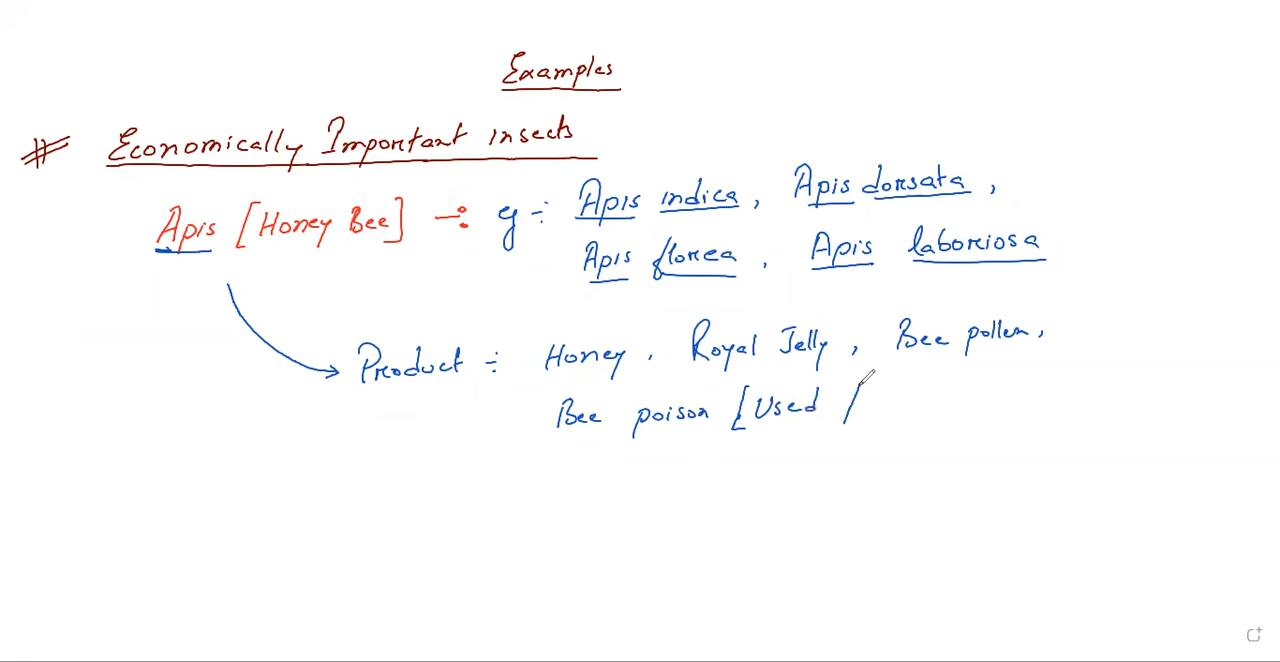 Examples
# Economically Important insects
Apis [Honey Bee] -: eg ÷ Apis indica, Apis dorsata,
Apis florea, Apis laboriosa
Product ÷ Honey, Royal Jelly, Bee pollen,
Bee poison [Used